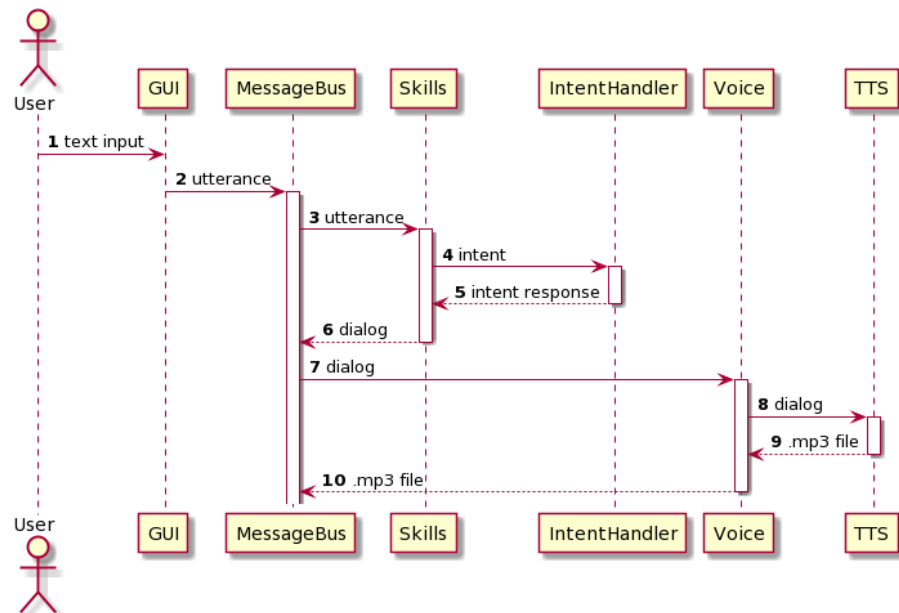 User
GUI
MessageBus
Skills
IntentHandler
Voice
TTS
1 text input
2 utterance
3 utterance
4 intent
5 intent response
6 dialog
7 dialog
8 dialog
9 .mp3 file
10 .mp3 file
User
GUI
MessageBus
Skills
IntentHandler
Voice
TTS